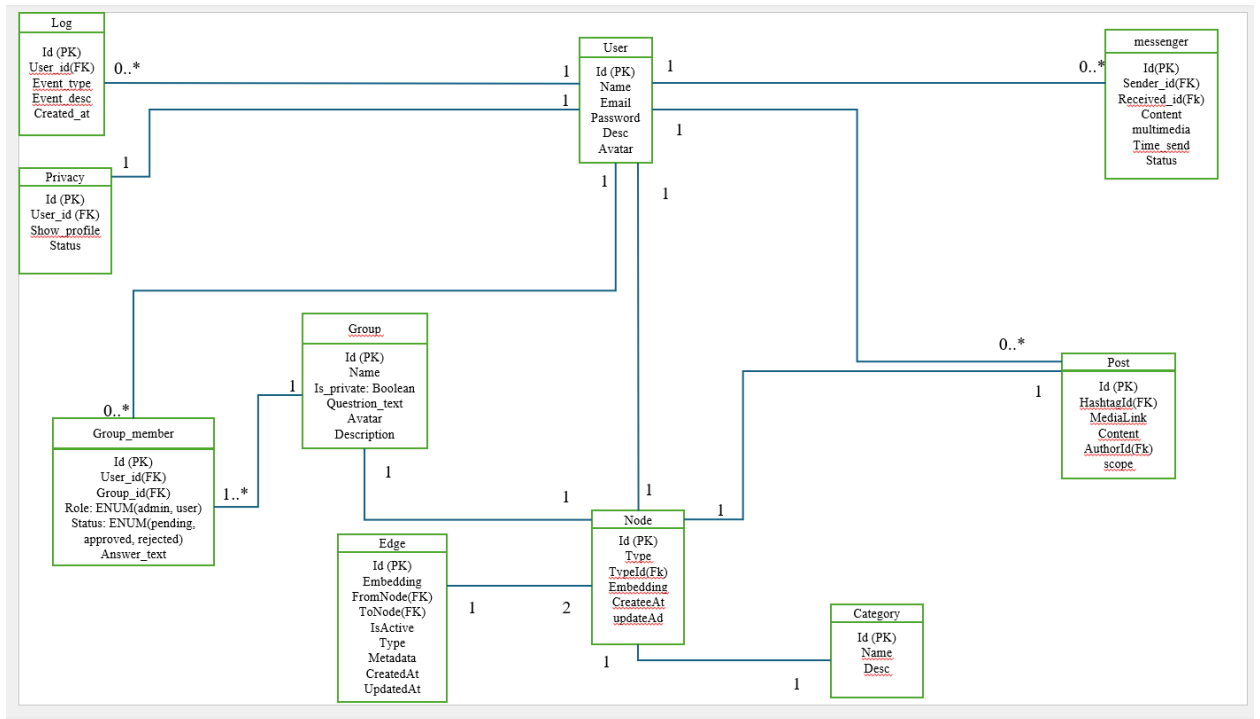 Log
Id (PK)
User_id(FK)
Event_type
Event_desc
Created_at
0..*
1
User
Id (PK)
Name
Email
Password
Desc
Avatar
1
0..*
messenger
Id(PK)
Sender_id(FK)
Received_id(Fk)
Content
multimedia
Time_send
Status
1
1
Privacy
Id (PK)
User_id (FK)
Show_profile
Status
1
1
1
Group
Id (PK)
Name
Is_private: Boolean
Questrion_text
Avatar
Description
0..*
Post
Id (PK)
HashtagId(FK)
MediaLink
Content
AuthorId(Fk)
scope
1
1
0..*
Group_member
Id (PK)
User_id(FK)
Group_id(FK)
Role: ENUM(admin, user)
Status: ENUM(pending,
approved, rejected)
Answer_text
1..*
1
1
1
1
Node
Id (PK)
Type
TypeId(Fk)
Embedding
CreateeAt
updateAd
Edge
Id (PK)
Embedding
FromNode(FK)
ToNode(FK)
IsActive
Type
Metadata
CreatedAt
UpdatedAt
1
2
1
1
Category
Id (PK)
Name
Desc